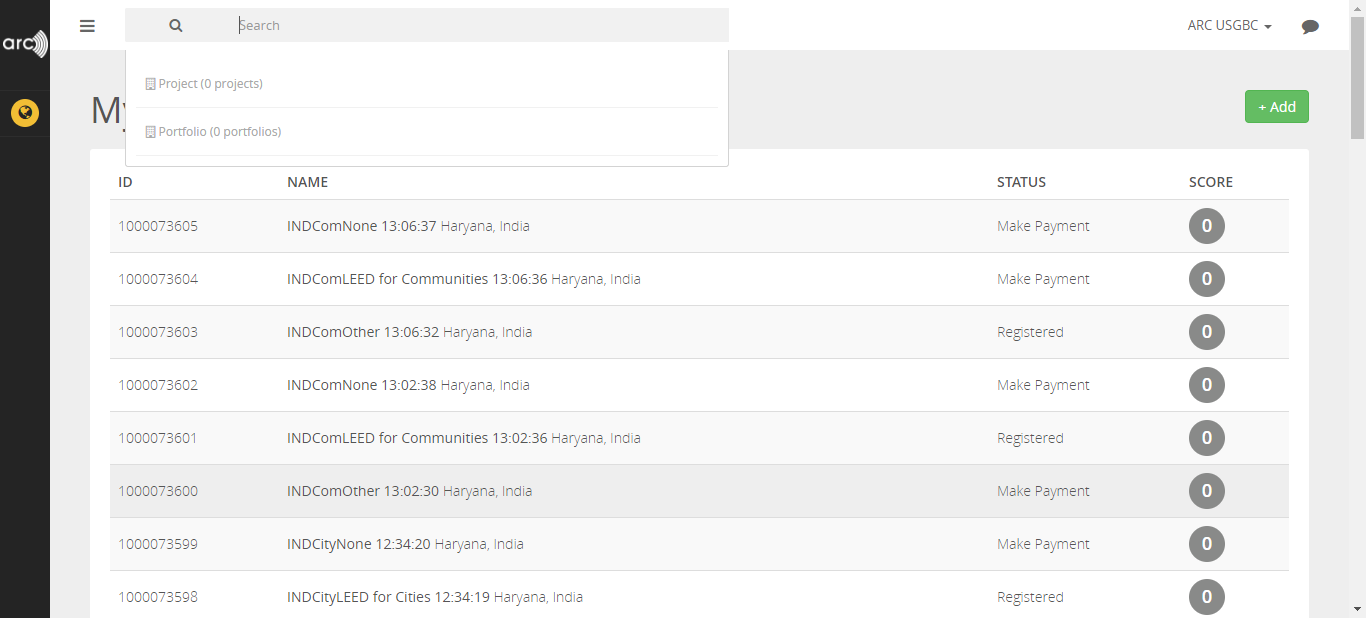 arc
Search
ARC USGBC
Project (0 projects)
Portfolio (0 portfolios)
+ Add
ID NAME STATUS SCORE
1000073605 INDComNone 13:06:37 Haryana, India Make Payment 0
1000073604 INDComLEED for Communities 13:06:36 Haryana, India Make Payment 0
1000073603 INDComOther 13:06:32 Haryana, India Registered 0
1000073602 INDComNone 13:02:38 Haryana, India Make Payment 0
1000073601 INDComLEED for Communities 13:02:36 Haryana, India Registered 0
1000073600 INDComOther 13:02:30 Haryana, India Make Payment 0
1000073599 INDCityNone 12:34:20 Haryana, India Make Payment 0
1000073598 INDCityLEED for Cities 12:34:19 Haryana, India Registered 0